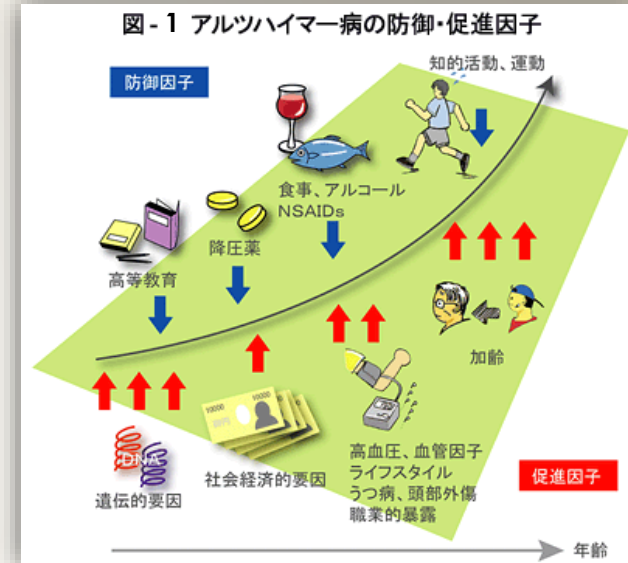 図-1 アルツハイマー病の防御・促進因子
知的活動、運動
防御因子
食事、アルコール
NSAIDs
降圧薬
高等教育
加齢
DNA
遺伝的要因
10000
10000
社会経済的要因
高血圧、血管因子
ライフスタイル
うつ病、頭部外傷
職業的暴露
促進因子
年齢